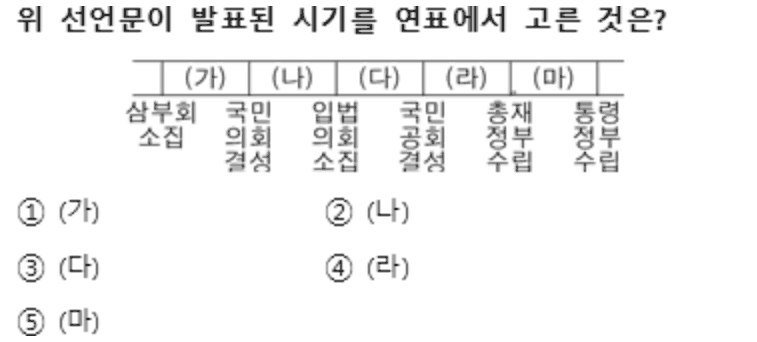 위 선언문이 발표된 시기를 연표에서 고른 것은?
(가) (나) (다) (라) (마)
삼부회 국민 입법 국민 총재 통령
소집 의회 의회 공회 정부 정부
결성 소집 결성 수립 수립
① (가) ② (나)
③ (다) ④ (라)
⑤ (마)